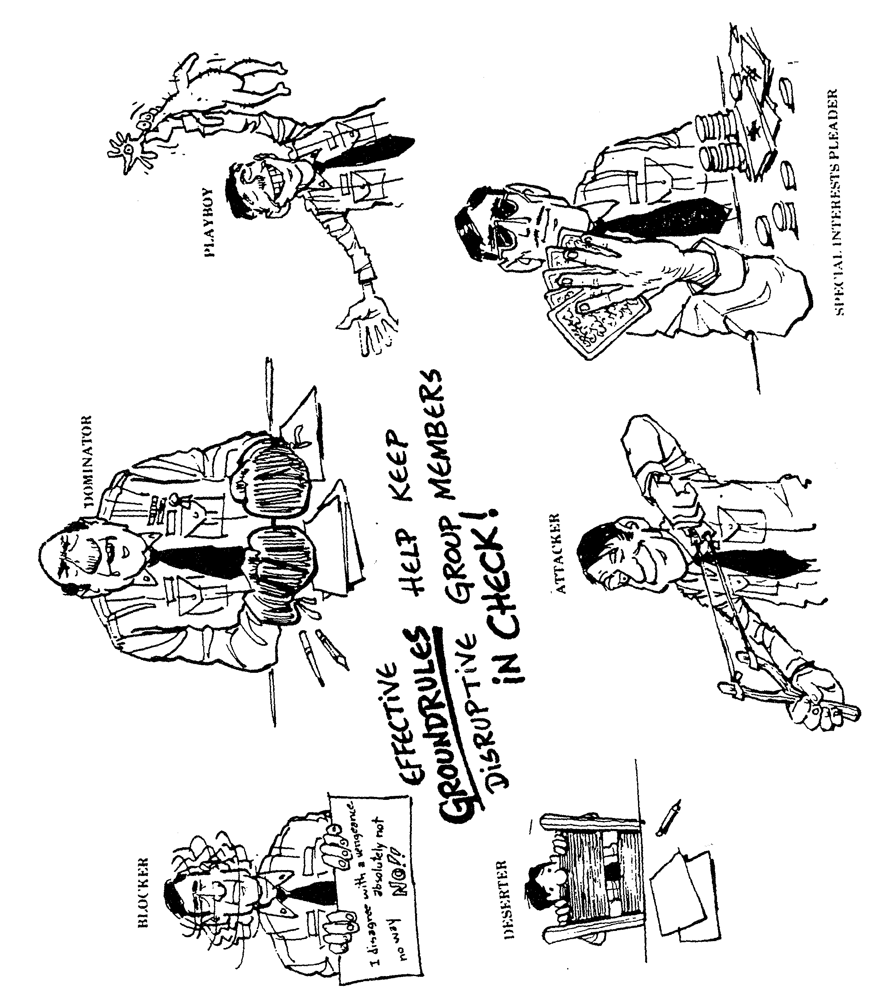 BLOCKER
DOMINATOR
PLAYBOY
I disagree with a vengeance
no way absolutely not
NO!!
EFFECTIVE HELP KEEP
GROUNDRULES GROUP MEMBERS
DISRUPTIVE
IN CHECK!
DESERTER
ATTACKER
SPECIAL INTERESTS PLEADER